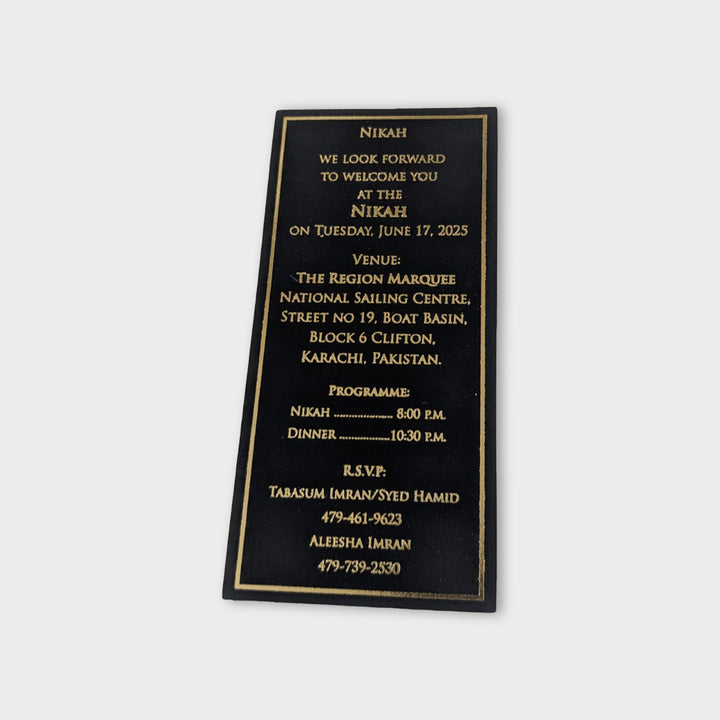 NIKAH
WE LOOK FORWARD
TO WELCOME YOU
AT THE
NIKAH
ON TUESDAY, JUNE 17, 2025
VENUE:
THE REGION MARQUEE
NATIONAL SAILING CENTRE,
STREET NO 19, BOAT BASIN,
BLOCK 6 CLIFTON,
KARACHI, PAKISTAN.
PROGRAMME:
NIKAH .................... 8:00 P.M.
DINNER .................10:30 P.M.
R.S.V.P:
TABASUM IMRAN/SYED HAMID
479-461-9623
ALEESHA IMRAN
479-739-2530